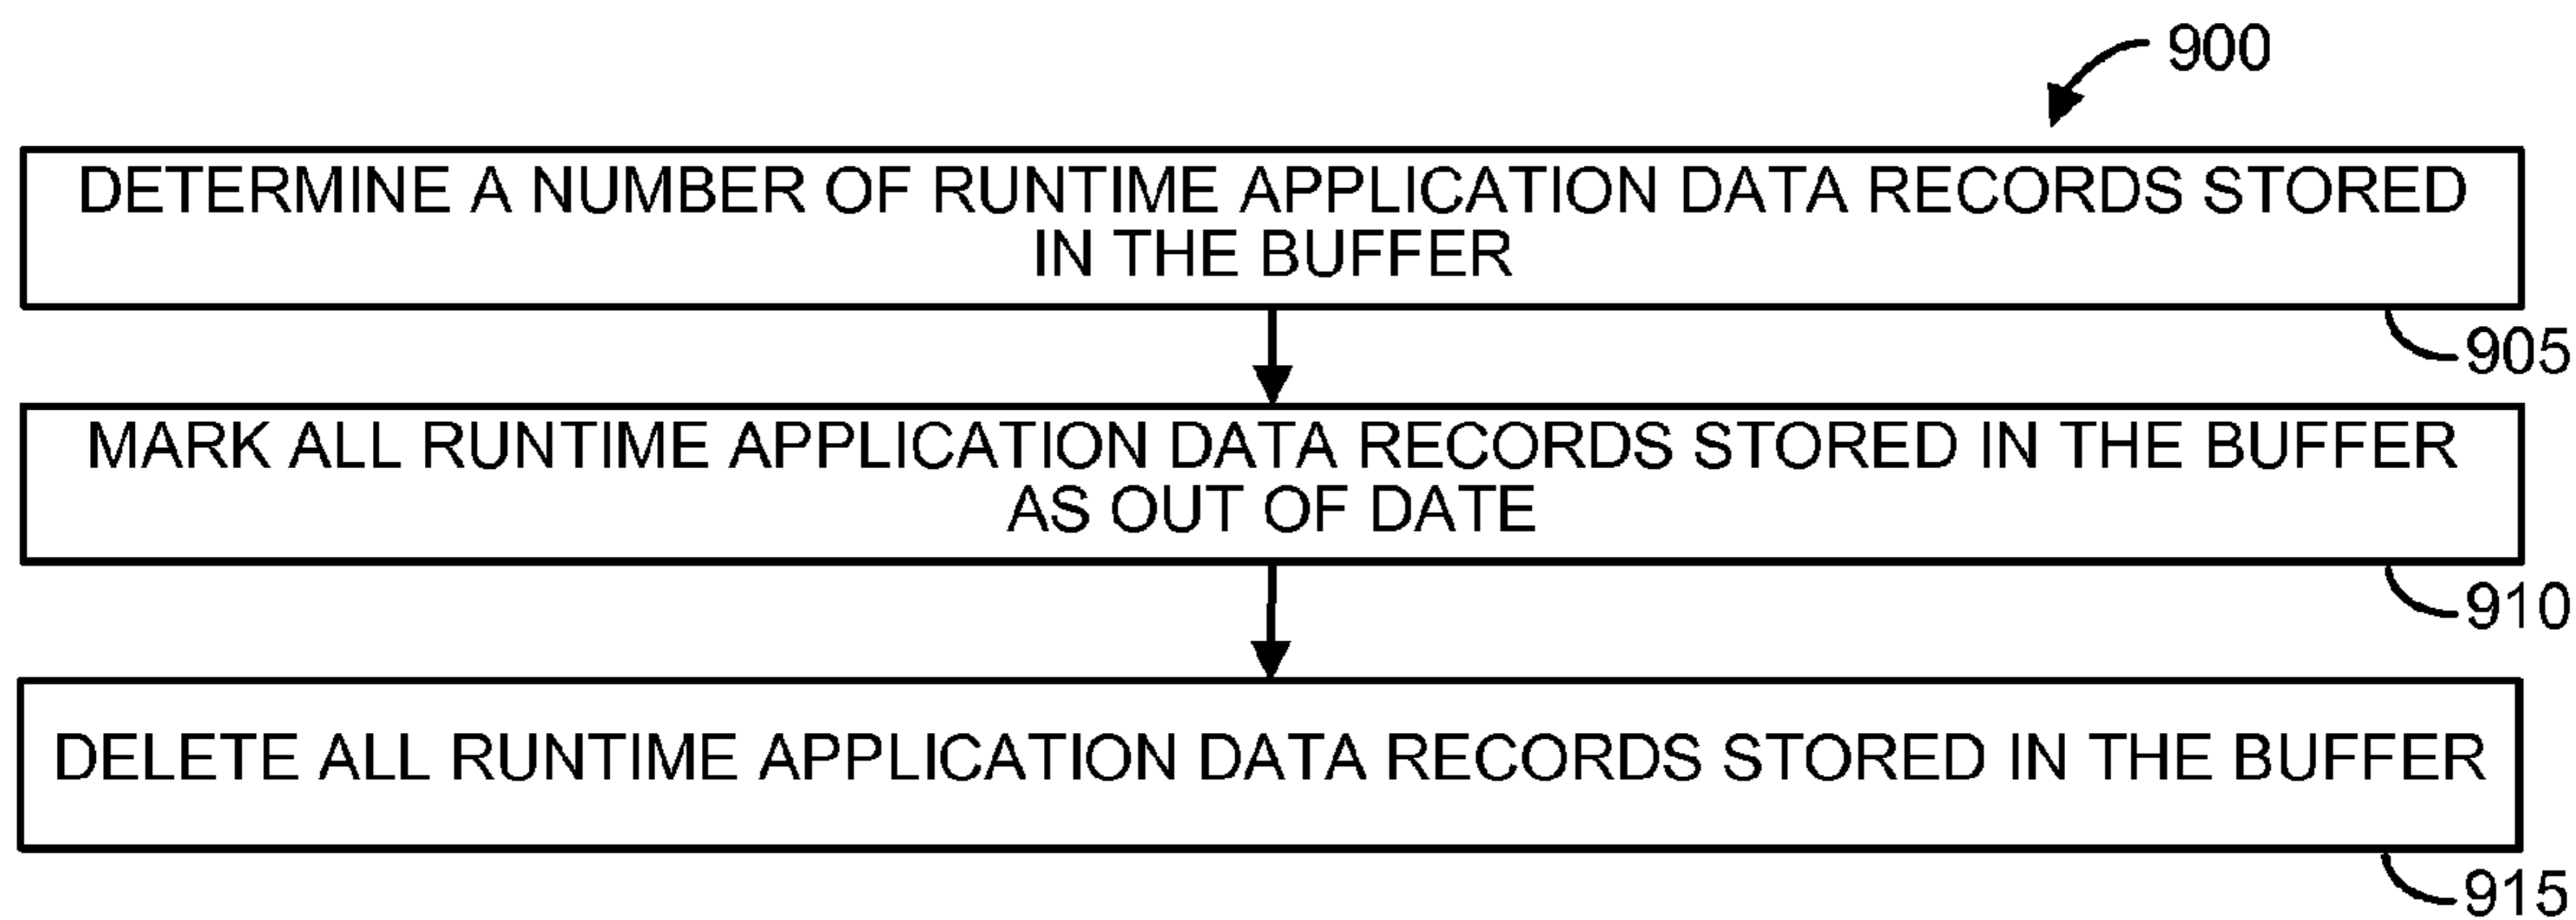 900
DETERMINE A NUMBER OF RUNTIME APPLICATION DATA RECORDS STORED
IN THE BUFFER
905
MARK ALL RUNTIME APPLICATION DATA RECORDS STORED IN THE BUFFER
AS OUT OF DATE
910
DELETE ALL RUNTIME APPLICATION DATA RECORDS STORED IN THE BUFFER
915